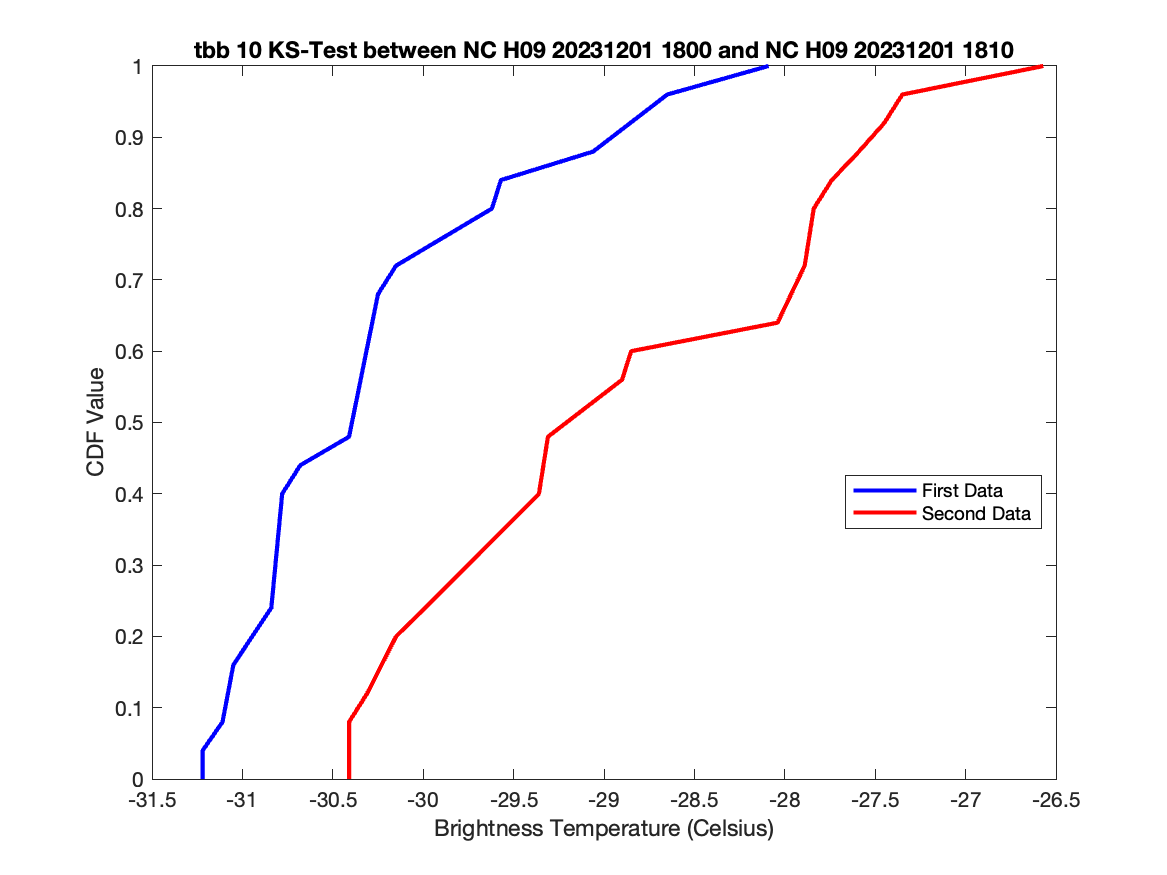 tbb 10 KS-Test between NC H09 20231201 1800 and NC H09 20231201 1810
1
0.9
0.8
0.7
0.6
0.5
0.4
0.3
0.2
0.1
0
CDF Value
First Data
Second Data
-31.5 -31 -30.5 -30 -29.5 -29 -28.5 -28 -27.5 -27 -26.5
Brightness Temperature (Celsius)